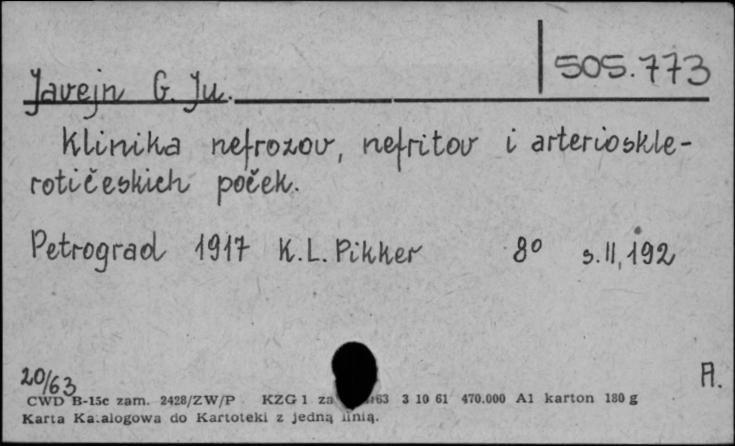 505.773
Javejn G. Ju.
Klinika nefrozov, nefritov i arterioskle-
rotičeskich poček.
Petrograd 1917 K.L. Pikker 8° s. II, 192
20/63
A.
CWD B-15c zam. 2428/ZW/P KZG 1 za 63 3 10 61 470.000 A1 karton 180 g
Karta Katalogowa do Kartoteki z jedną linią.